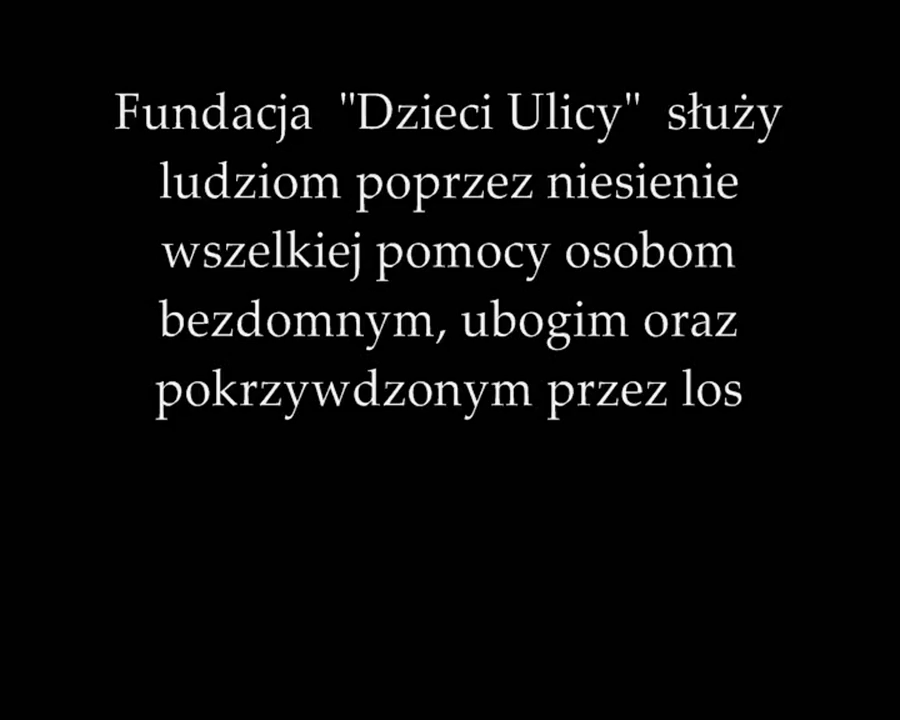 Fundacja "Dzieci Ulicy" służy
ludziom poprzez niesienie
wszelkiej pomocy osobom
bezdomnym, ubogim oraz
pokrzywdzonym przez los